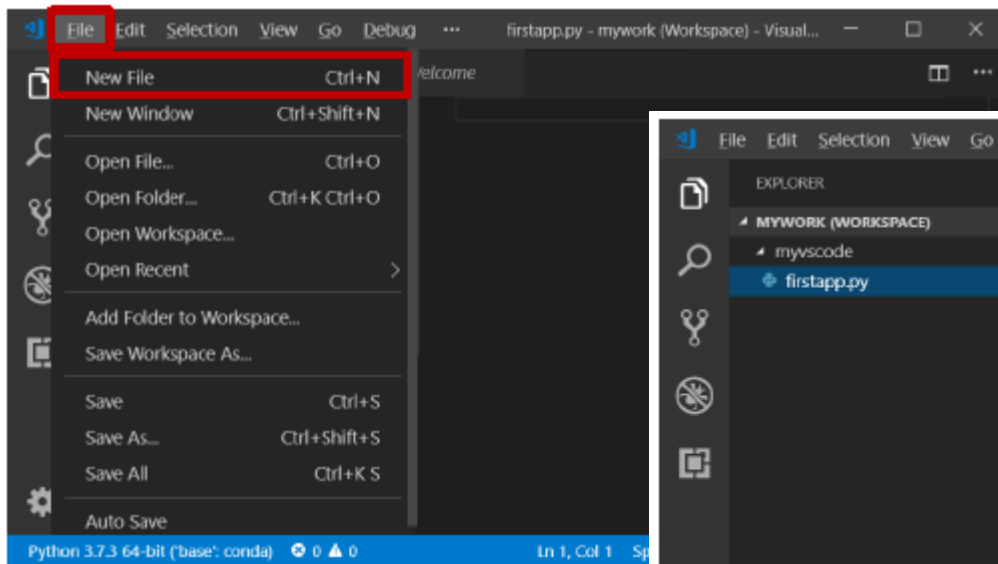 File Edit Selection View Go Debug ... firstapp.py - mywork (Workspace) - Visual...
New File Ctrl+N
New Window Ctrl+Shift+N
Open File... Ctrl+O
Open Folder... Ctrl+K Ctrl+O
Open Workspace...
Open Recent
Add Folder to Workspace...
Save Workspace As...
Save Ctrl+S
Save As... Ctrl+Shift+S
Save All Ctrl+K S
Auto Save
Python 3.7.3 64-bit ('base': conda) 0 0 Ln 1, Col 1
File Edit Selection View Go
EXPLORER
MYWORK (WORKSPACE)
myvscode
firstapp.py